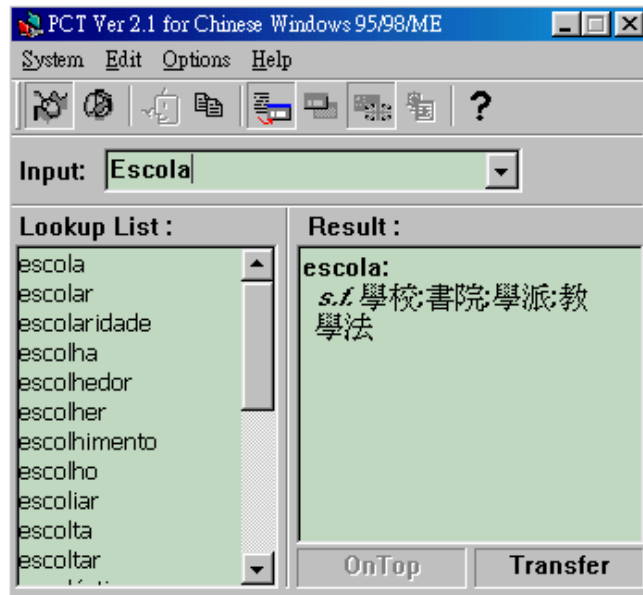 PCT Ver 2.1 for Chinese Windows 95/98/ME
System Edit Options Help
Input: Escola
Lookup List :
escola
escolar
escolaridade
escolha
escolhedor
escolher
escolhimento
escolho
escoliar
escolta
escoltar
Result :
escola:
s.f. 學校;書院;學派;教
學法
OnTop Transfer